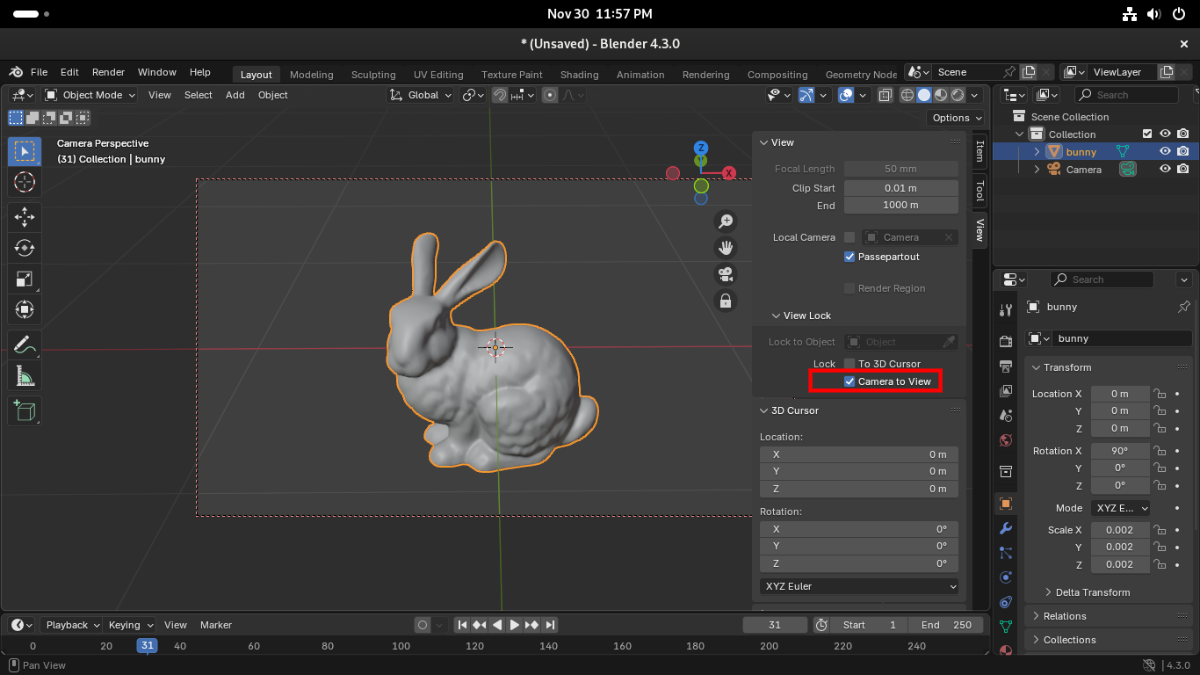 Nov 30 11:57 PM
* (Unsaved) - Blender 4.3.0
File Edit Render Window Help Layout Modeling Sculpting UV Editing Texture Paint Shading Animation Rendering Compositing Geometry Node Scene ViewLayer
Object Mode View Select Add Object Global Search
Options
Camera Perspective
(31) Collection | bunny
Z
X
View
Focal Length 50 mm
Clip Start 0.01 m
End 1000 m
Local Camera Camera
Passepartout
Render Region
View Lock
Lock to Object Object
Lock To 3D Cursor
Camera to View
3D Cursor
Location:
X 0 m
Y 0 m
Z 0 m
Rotation:
X 0°
Y 0°
Z 0°
XYZ Euler
Item
Tool
View
Scene Collection
Collection
bunny
Camera
Search
bunny
bunny
Transform
Location X 0 m
Y 0 m
Z 0 m
Rotation X 90°
Y 0°
Z 0°
Mode XYZ E...
Scale X 0.002
Y 0.002
Z 0.002
Delta Transform
Relations
Collections
Playback Keying View Marker 31 Start 1 End 250
0 20 31 40 60 80 100 120 140 160 180 200 220 240
Pan View 4.3.0